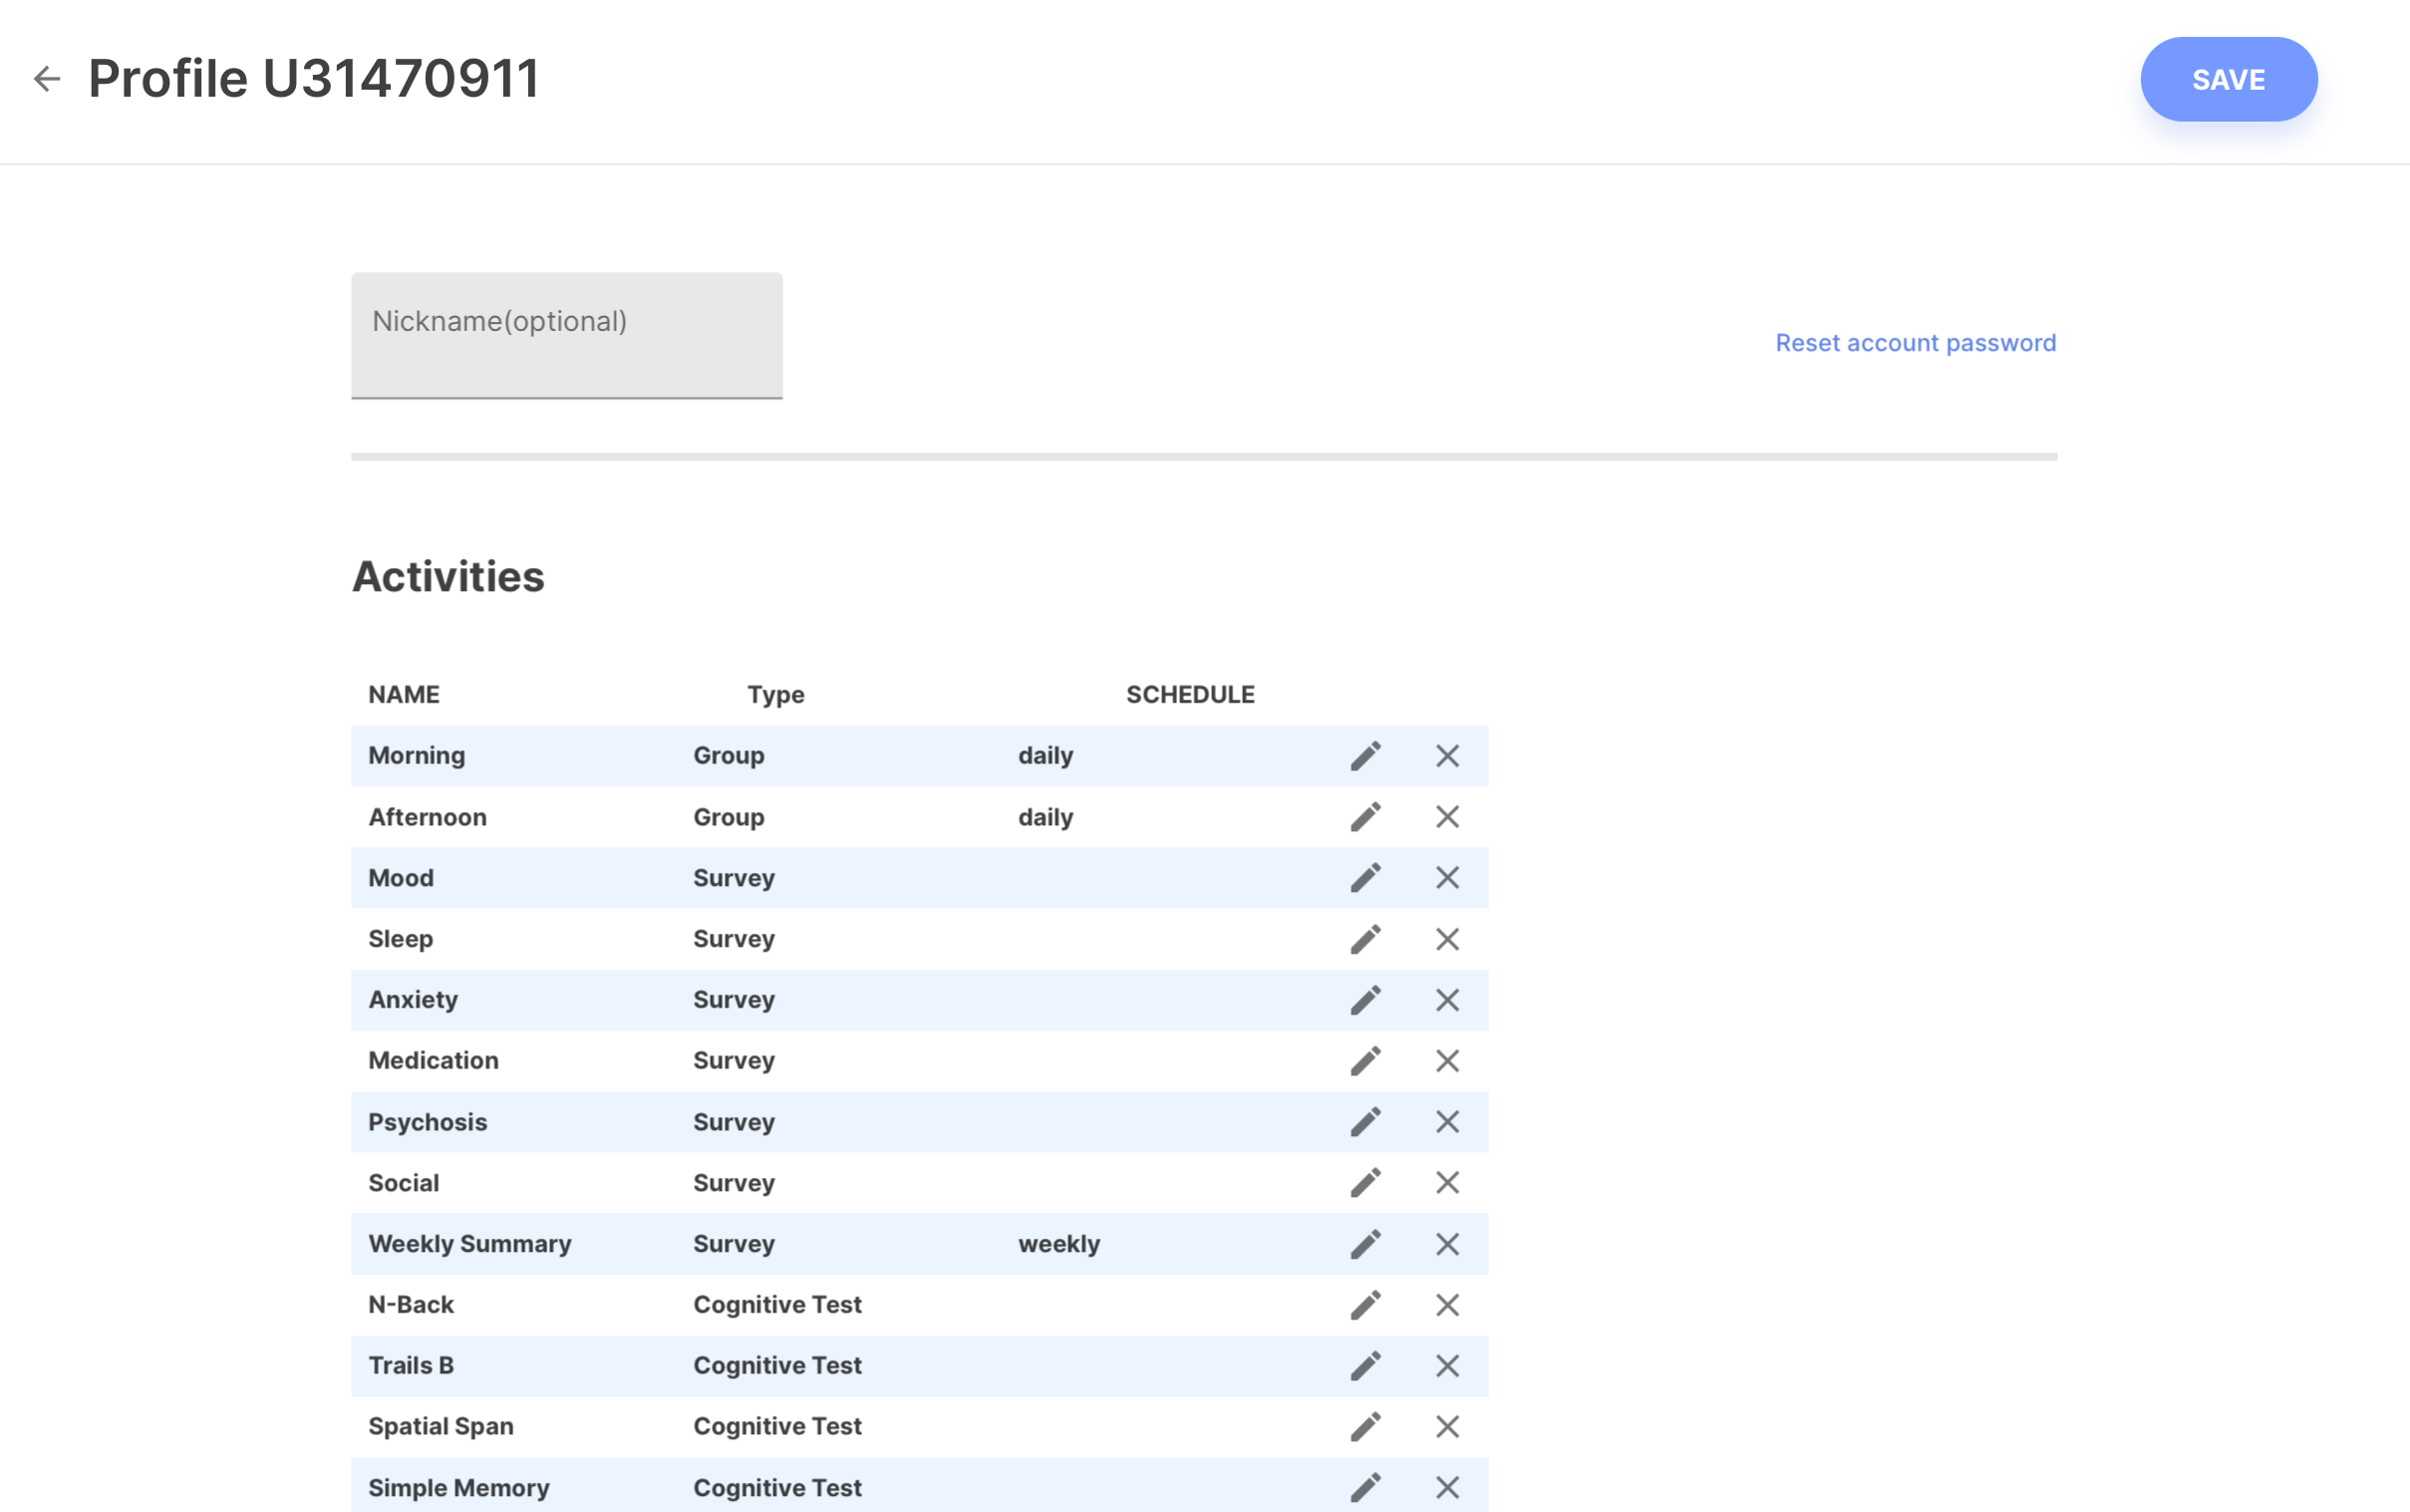 Profile U31470911
SAVE
Nickname(optional)
Reset account password
Activities
NAME Type SCHEDULE
Morning Group daily
Afternoon Group daily
Mood Survey
Sleep Survey
Anxiety Survey
Medication Survey
Psychosis Survey
Social Survey
Weekly Summary Survey weekly
N-Back Cognitive Test
Trails B Cognitive Test
Spatial Span Cognitive Test
Simple Memory Cognitive Test